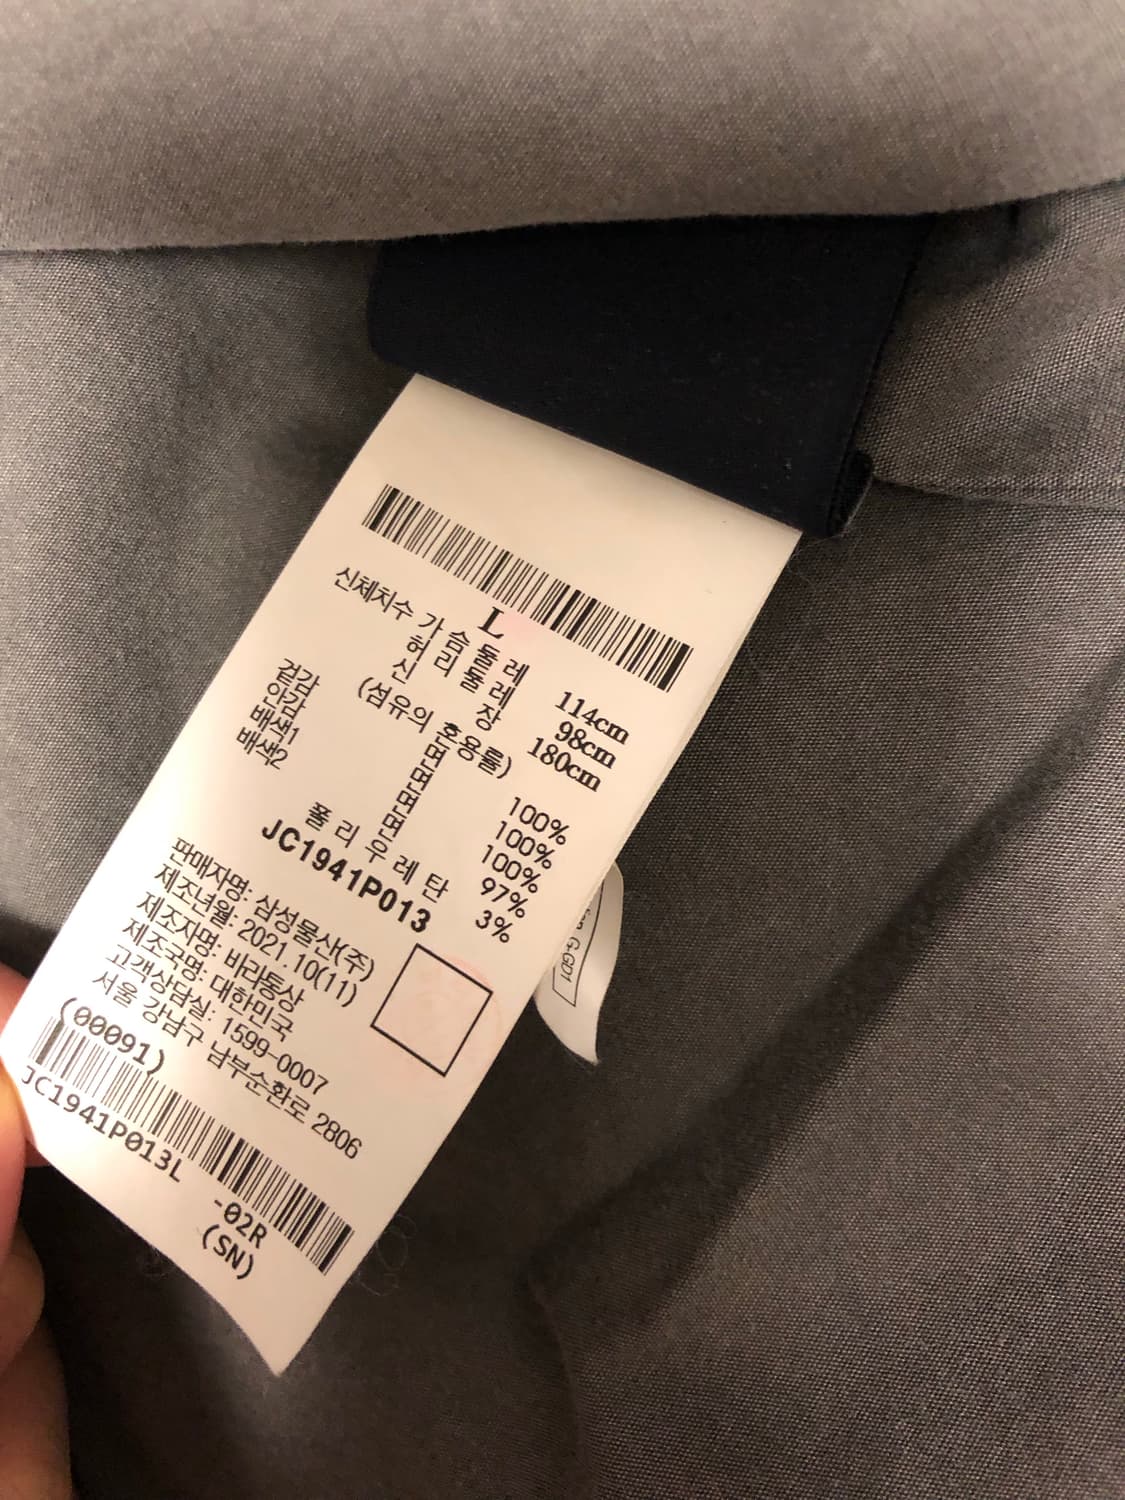 L
신체치수 가슴둘레 114cm
허리둘레 98cm
신장 180cm
(섬유의 혼용률)
겉감 면 100%
안감 면 100%
배색1 면 100%
배색2 면 97%
폴리우레탄 3%
JC1941P013
판매자명: 삼성물산(주)
제조년월: 2021.10(11)
제조자명: 바라통상
제조국명: 대한민국
고객상담실: 1599-0007
서울 강남구 남부순환로 2806
(00091)
JC1941P013L -02R
(SN)
G-GD1